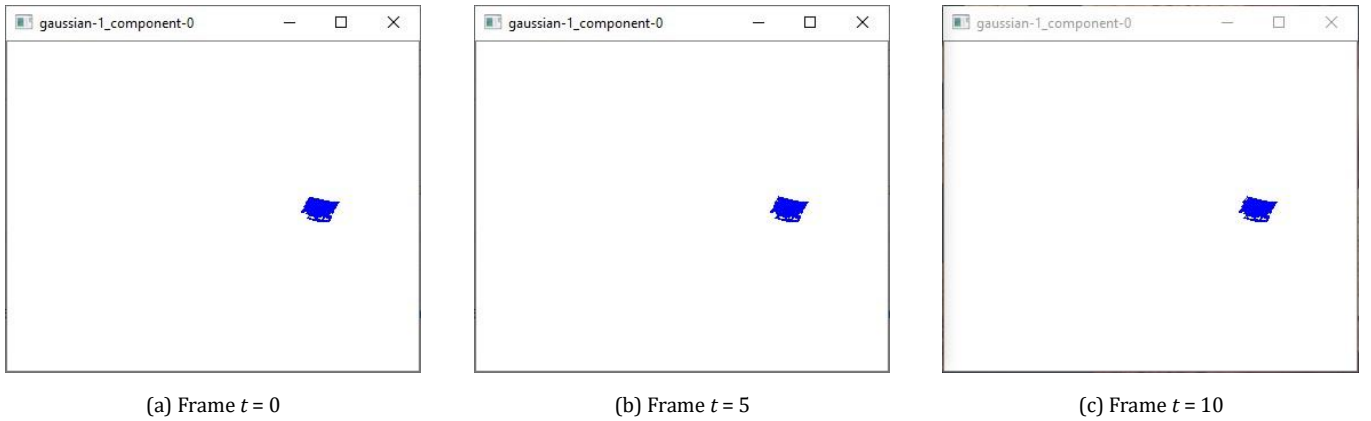 gaussian-1_component-0
gaussian-1_component-0
gaussian-1_component-0
(a) Frame t = 0
(b) Frame t = 5
(c) Frame t = 10